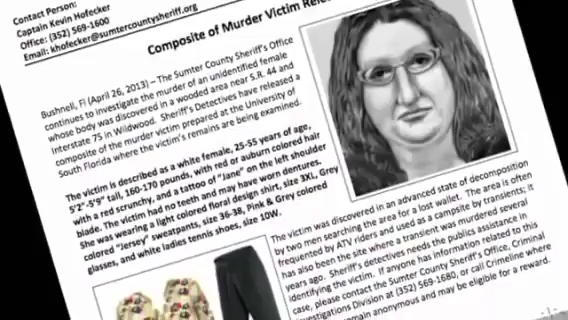 Contact Person:
Captain Kevin Hofecker
Office: (352) 569-1600
Email: khofecker@sumtercountysheriff.org
Composite of Murder Victim Rele
Bushnell, Fl (April 26, 2013) – The Sumter County Sheriff's Office
continues to investigate the murder of an unidentified female
whose body was discovered in a wooded area near S.R. 44 and
Interstate 75 in Wildwood. Sheriff's Detectives have released a
composite of the murder victim prepared at the University of
South Florida where the victim's remains are being examined.
The victim is described as a white female, 25-55 years of age,
5'2"-5'9" tall, 160-170 pounds, with red or auburn colored hair
with a red scrunchy, and a tattoo of "Jane" on the left shoulder
blade. The victim had no teeth and may have worn dentures.
She was wearing a light colored floral design shirt, size 3XL, Grey
colored "Jersey" sweatpants, size 36-38, Pink & Grey colored
glasses, and white ladies tennis shoes, size 10W.
The victim was discovered in an advanced state of decomposition
by two men searching the area for a lost wallet. The area is often
frequented by ATV riders and used as a campsite by transients; it
has also been the site where a transient was murdered several
years ago. Sheriff's detectives needs the publics assistance in
identifying the victim. If anyone has information related to this
case, please contact the Sumter County Sheriff's Office, Criminal
Investigations Division at (352) 569-1680, or call Crimeline where
remain anonymous and may be eligible for a reward.